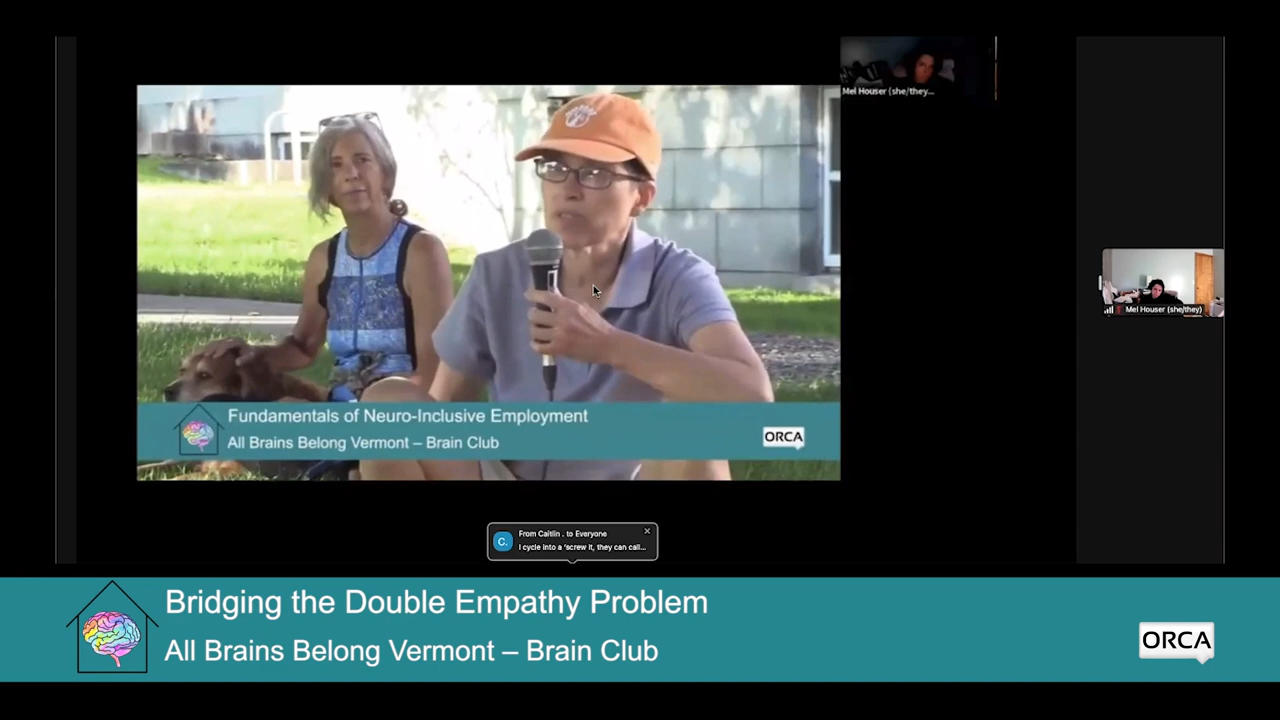 Mel Houser (she/they...
Fundamentals of Neuro-Inclusive Employment
All Brains Belong Vermont – Brain Club
ORCA
Mel Houser (she/they)
C.
From Caitlin . to Everyone
I cycle into a 'screw it, they can call...
Bridging the Double Empathy Problem
All Brains Belong Vermont – Brain Club
ORCA